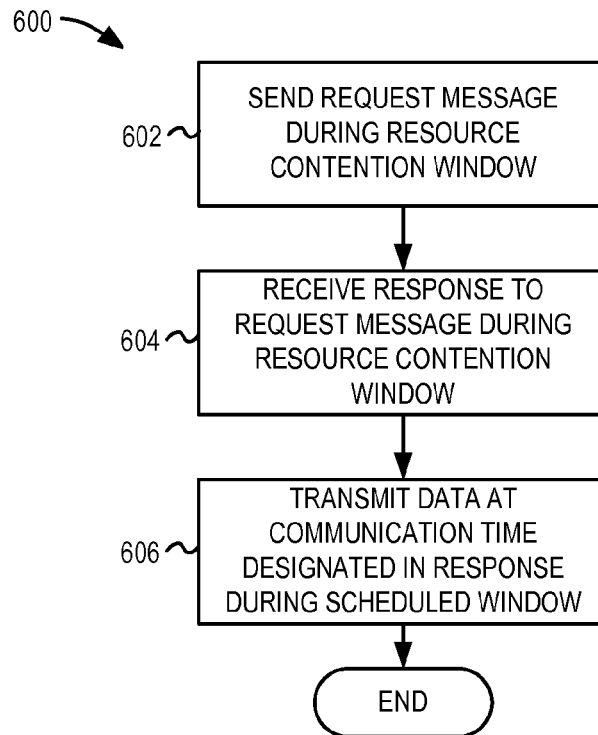 600
SEND REQUEST MESSAGE
DURING RESOURCE
CONTENTION WINDOW
602
RECEIVE RESPONSE TO
REQUEST MESSAGE DURING
RESOURCE CONTENTION
WINDOW
604
TRANSMIT DATA AT
COMMUNICATION TIME
DESIGNATED IN RESPONSE
DURING SCHEDULED WINDOW
606
END